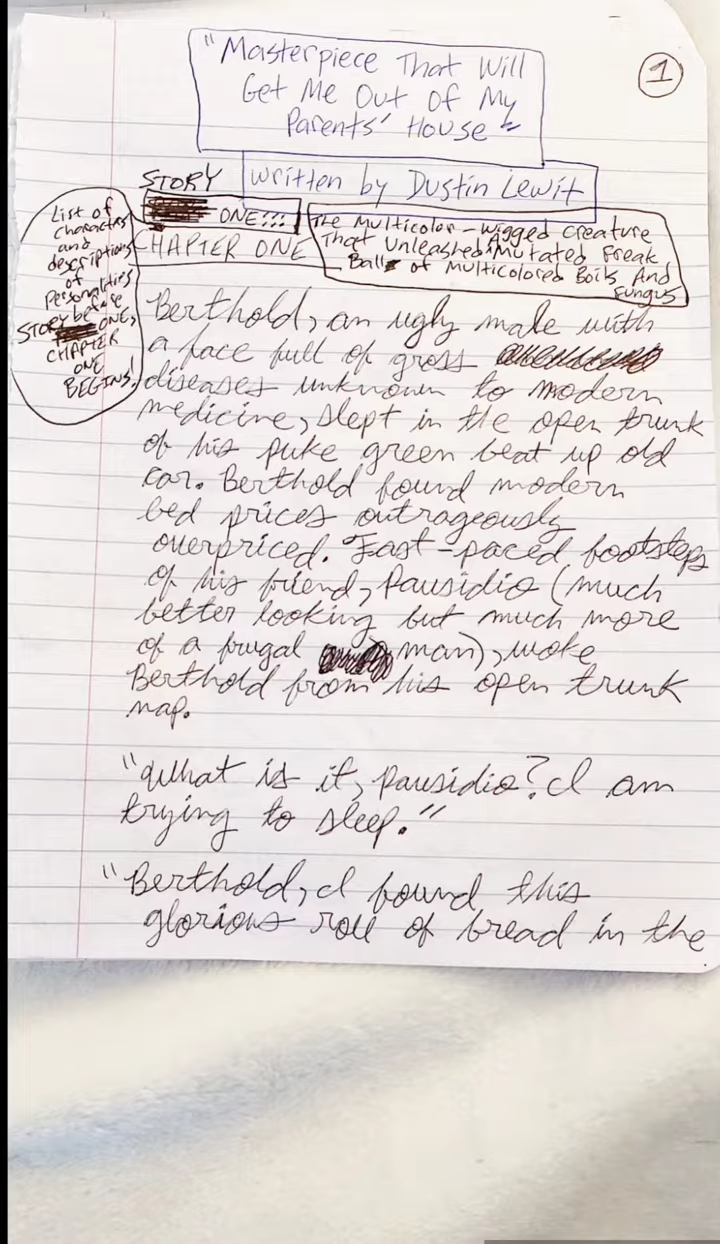 "Masterpiece That Will
Get Me Out Of My
Parents' House"
1
written by Dustin Lewit
STORY
ONE!!!
CHAPTER ONE
The Multicolor-Wigged Creature
That Unleashed Mutated Freak
Balls of Multicolored Boils And
Fungus
List of
characters
and
descriptions
of
personalities
before
STORY ONE,
CHAPTER
ONE
BEGINS!
Berthold, an ugly male with
a face full of gross
diseases unknown to modern
medicine, slept in the open trunk
of his puke green beat up old
car. Berthold found modern
bed prices outrageously
overpriced. Fast-paced footsteps
of his friend, Pausidio (much
better looking but much more
of a frugal man), woke
Berthold from his open trunk
nap.
"What is it, Pausidio? I am
trying to sleep."
"Berthold, I found this
glorious roll of bread in the